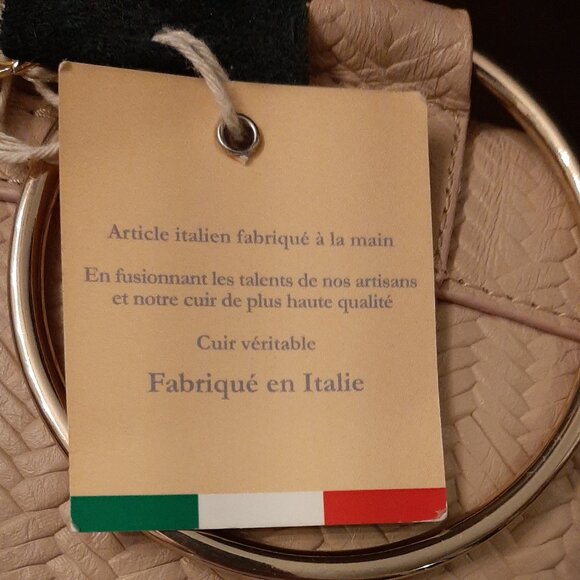 Article italien fabriqué à la main
En fusionnant les talents de nos artisans
et notre cuir de plus haute qualité
Cuir véritable
Fabriqué en Italie